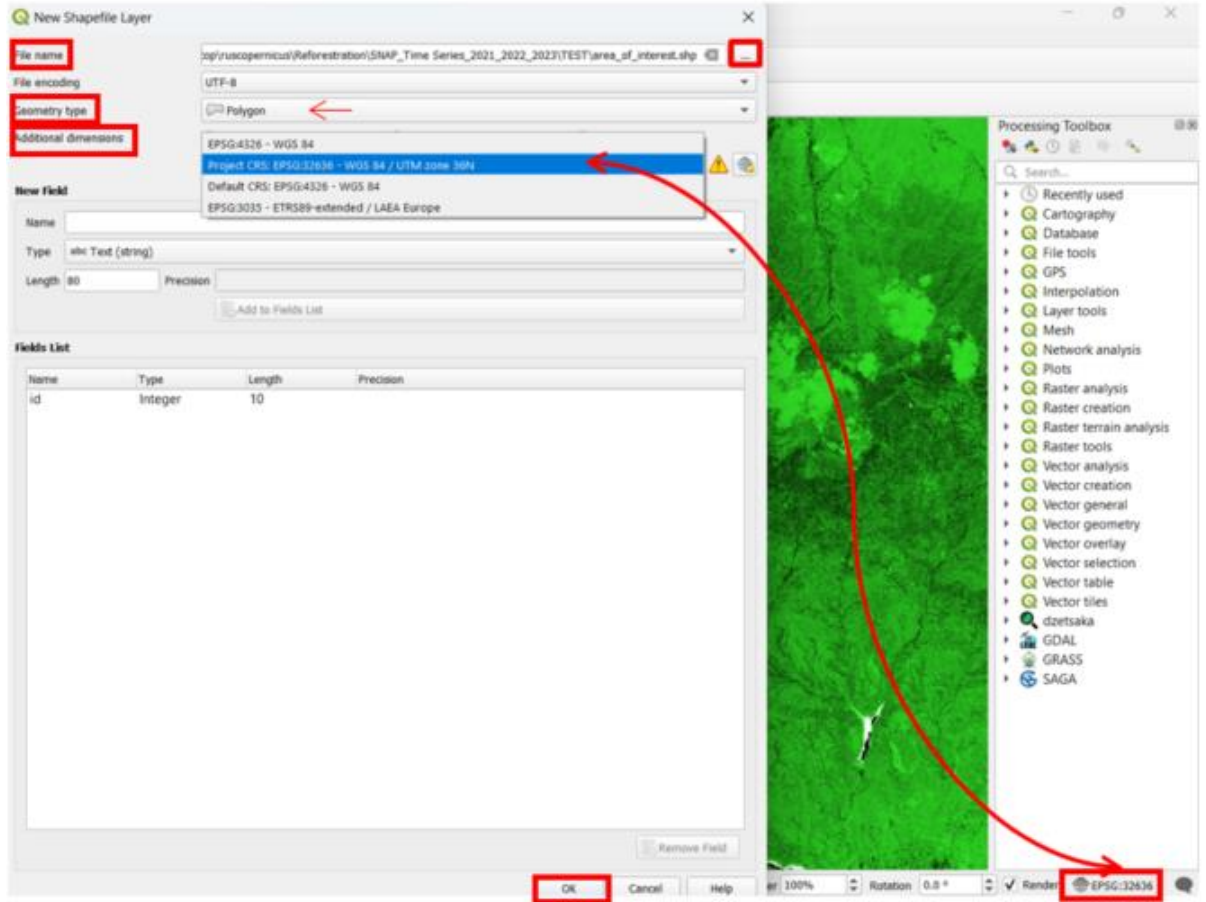 New Shapefile Layer
File name
top\ruscopernicus\Reforestration\SNAP_Time Series_2021_2022_2023\TEST\area_of_interest.shp
...
File encoding
UTF-8
Geometry type
Polygon
Additional dimensions
EPSG:4326 - WGS 84
Project CRS: EPSG:32636 - WGS 84 / UTM zone 36N
Default CRS: EPSG:4326 - WGS 84
EPSG:3035 - ETRS89-extended / LAEA Europe
New Field
Name
Type abc Text (string)
Length 80 Precision
Add to Fields List
Fields List
Name Type Length Precision
id Integer 10
Remove Field
OK Cancel Help
Processing Toolbox
Search...
Recently used
Cartography
Database
File tools
GPS
Interpolation
Layer tools
Mesh
Network analysis
Plots
Raster analysis
Raster creation
Raster terrain analysis
Raster tools
Vector analysis
Vector creation
Vector general
Vector geometry
Vector overlay
Vector selection
Vector table
Vector tiles
dzetsaka
GDAL
GRASS
SAGA
er 100% Rotation 0.0 ° Render EPSG:32636